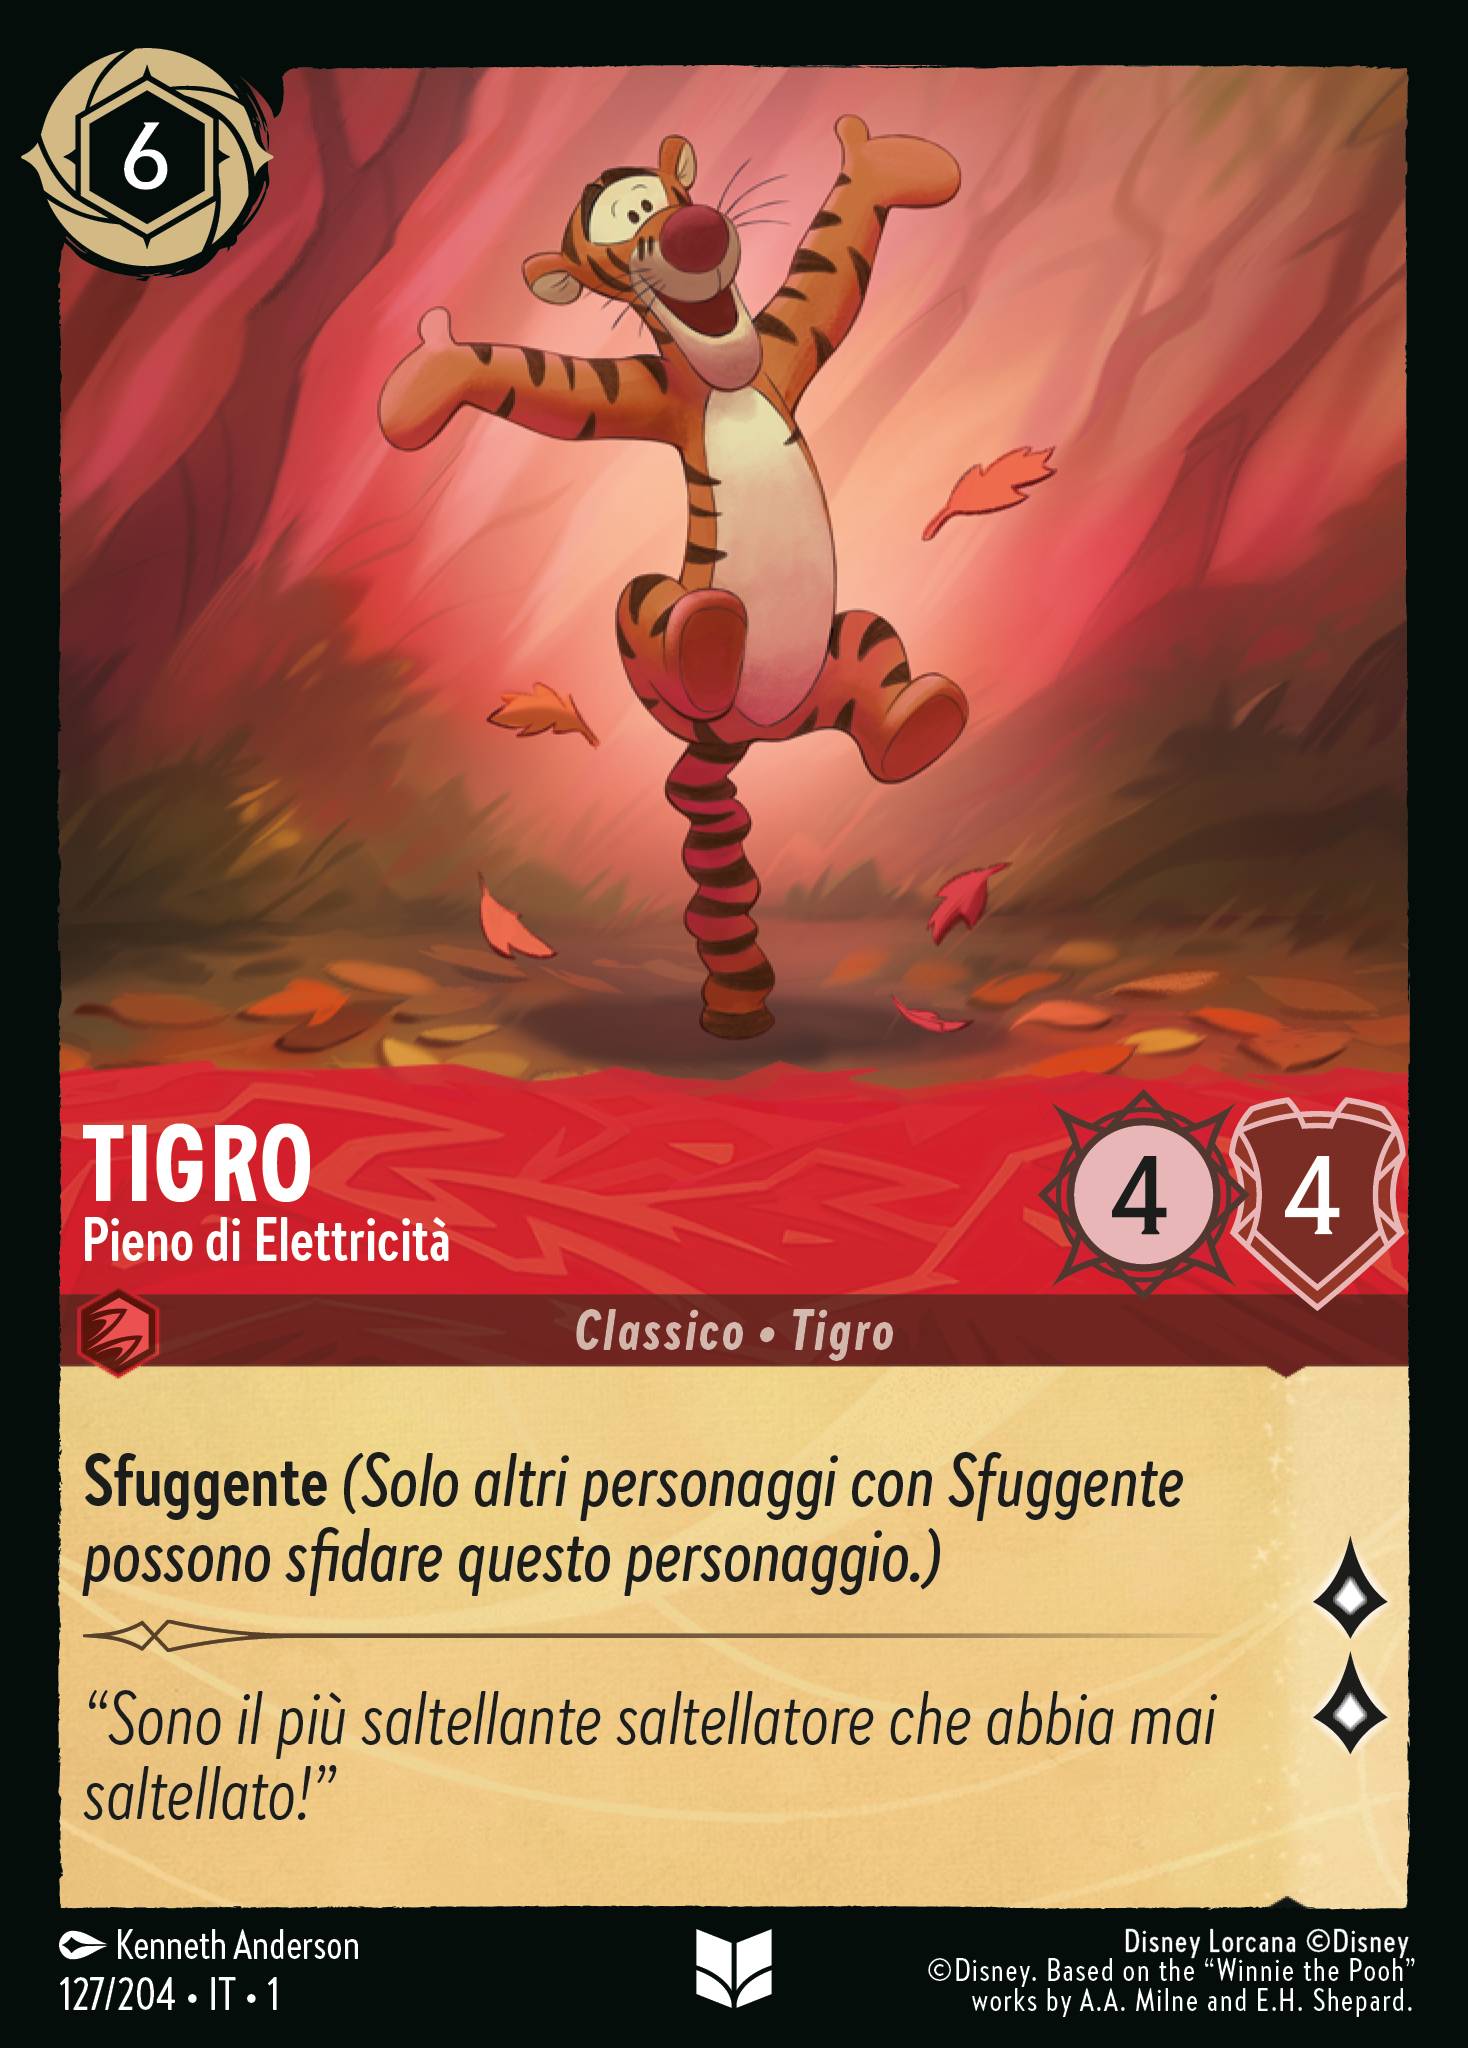 6
TIGRO
Pieno di Elettricità
4
4
Classico • Tigro
Sfuggente (Solo altri personaggi con Sfuggente
possono sfidare questo personaggio.)
“Sono il più saltellante saltellatore che abbia mai
saltellato!”
Kenneth Anderson
127/204 • IT • 1
Disney Lorcana ©Disney
©Disney. Based on the “Winnie the Pooh”
works by A.A. Milne and E.H. Shepard.